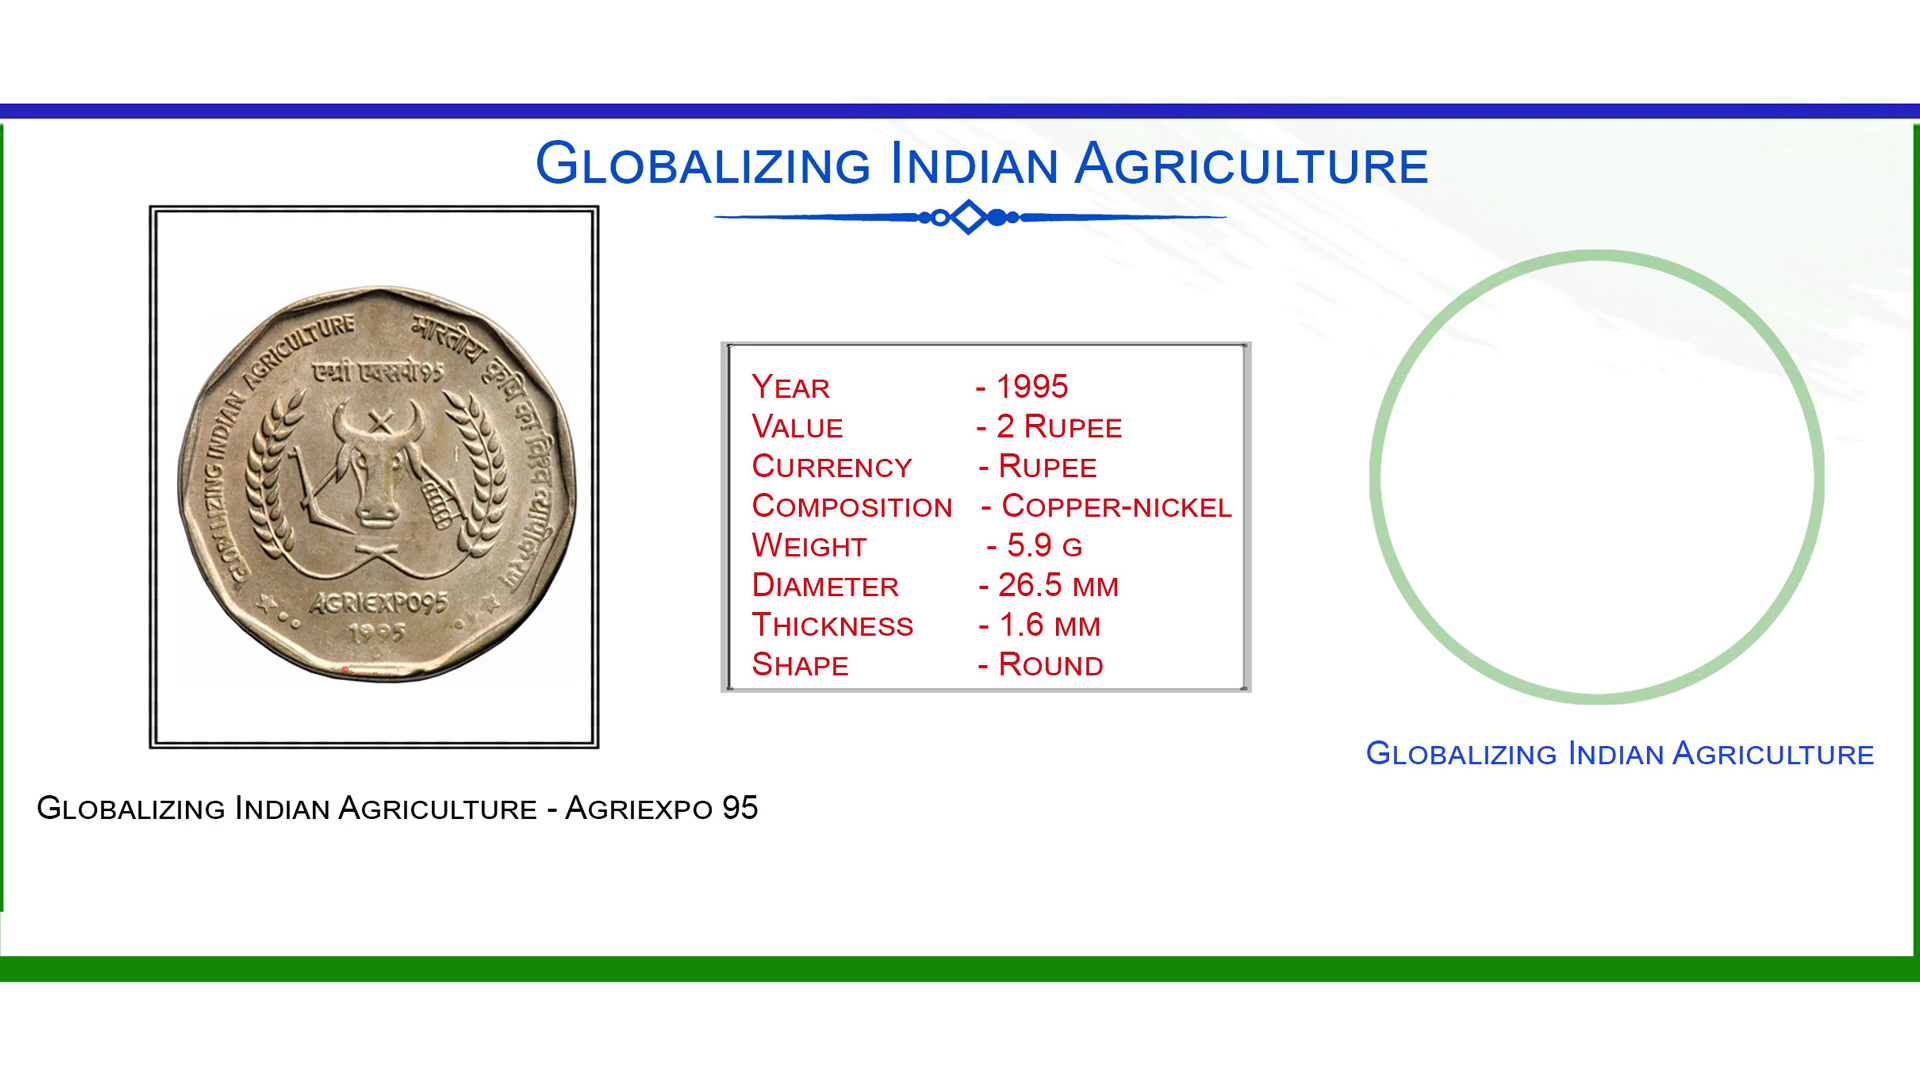 GLOBALIZING INDIAN AGRICULTURE
GLOBALIZING INDIAN AGRICULTURE
भारतीय कृषि का विश्व व्यापीकरण
एग्री एक्सपो 95
AGRIEXPO95
1995
YEAR - 1995
VALUE - 2 RUPEE
CURRENCY - RUPEE
COMPOSITION - COPPER-NICKEL
WEIGHT - 5.9 G
DIAMETER - 26.5 MM
THICKNESS - 1.6 MM
SHAPE - ROUND
GLOBALIZING INDIAN AGRICULTURE
GLOBALIZING INDIAN AGRICULTURE - AGRIEXPO 95